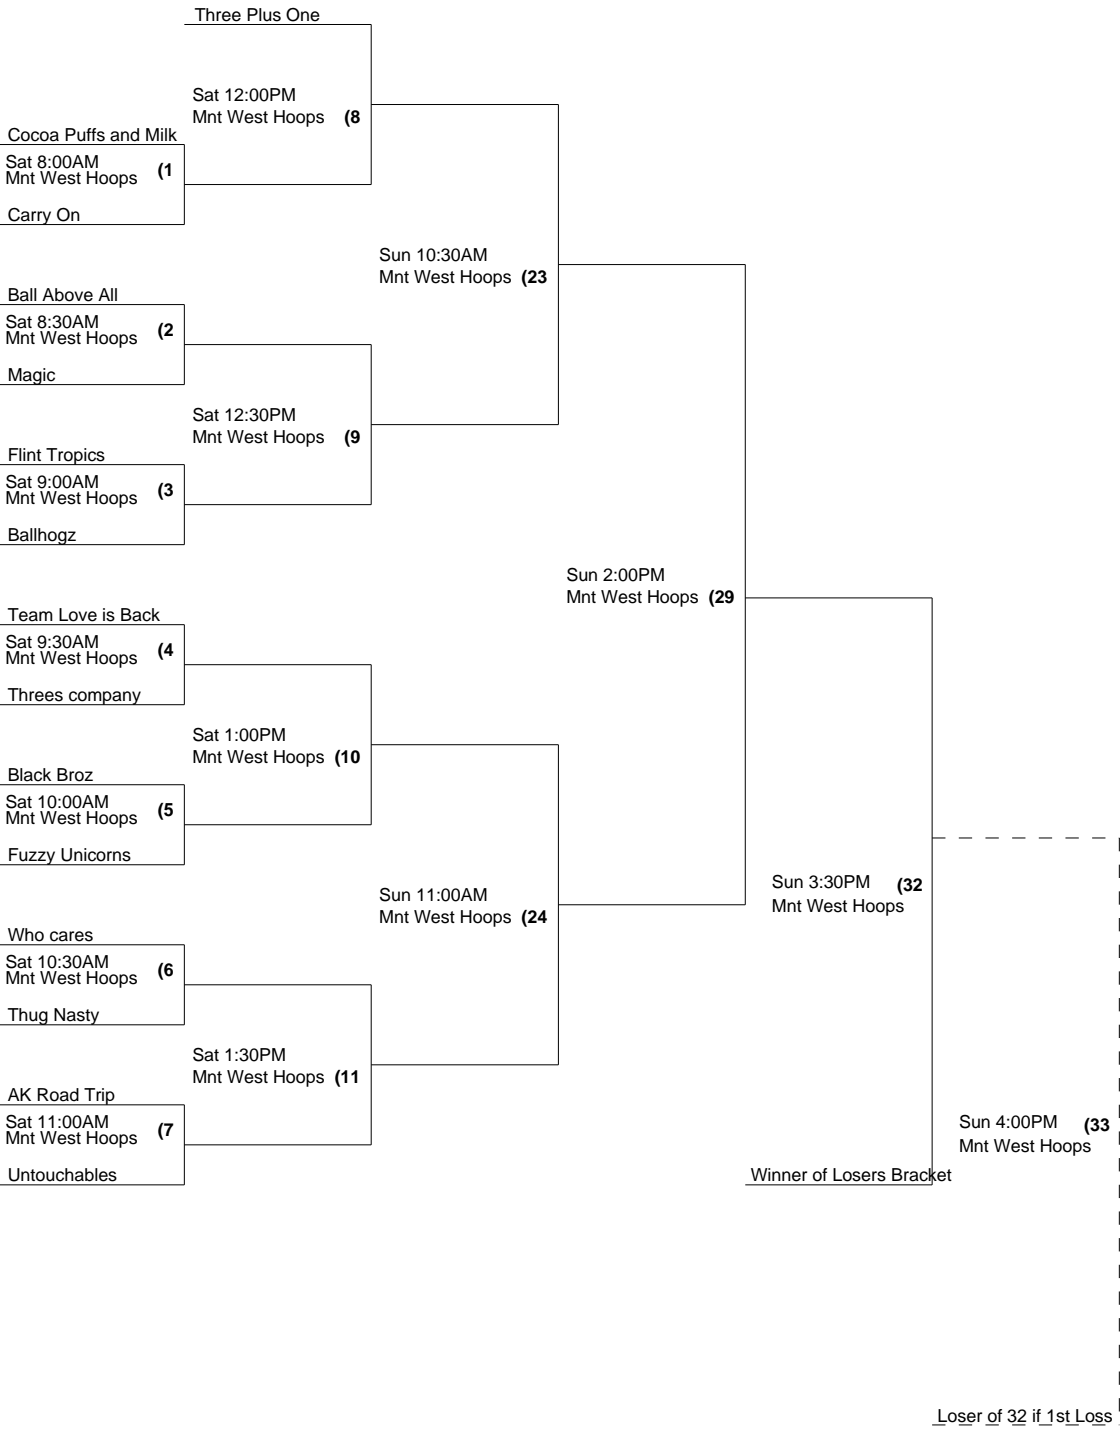 Three Plus One
Sat 12:00PM
Mnt West Hoops (8
Cocoa Puffs and Milk
Sat 8:00AM
Mnt West Hoops (1
Carry On
Sun 10:30AM
Mnt West Hoops (23
Ball Above All
Sat 8:30AM
Mnt West Hoops (2
Magic
Sat 12:30PM
Mnt West Hoops (9
Flint Tropics
Sat 9:00AM
Mnt West Hoops (3
Ballhogz
Sun 2:00PM
Mnt West Hoops (29
Team Love is Back
Sat 9:30AM
Mnt West Hoops (4
Threes company
Sat 1:00PM
Mnt West Hoops (10
Black Broz
Sat 10:00AM
Mnt West Hoops (5
Fuzzy Unicorns
Sun 11:00AM
Mnt West Hoops (24
Sun 3:30PM (32
Mnt West Hoops
Who cares
Sat 10:30AM
Mnt West Hoops (6
Thug Nasty
Sat 1:30PM
Mnt West Hoops (11
AK Road Trip
Sat 11:00AM
Mnt West Hoops (7
Untouchables
Sun 4:00PM (33
Mnt West Hoops
Winner of Losers Bracket
Loser of 32 if 1st Loss